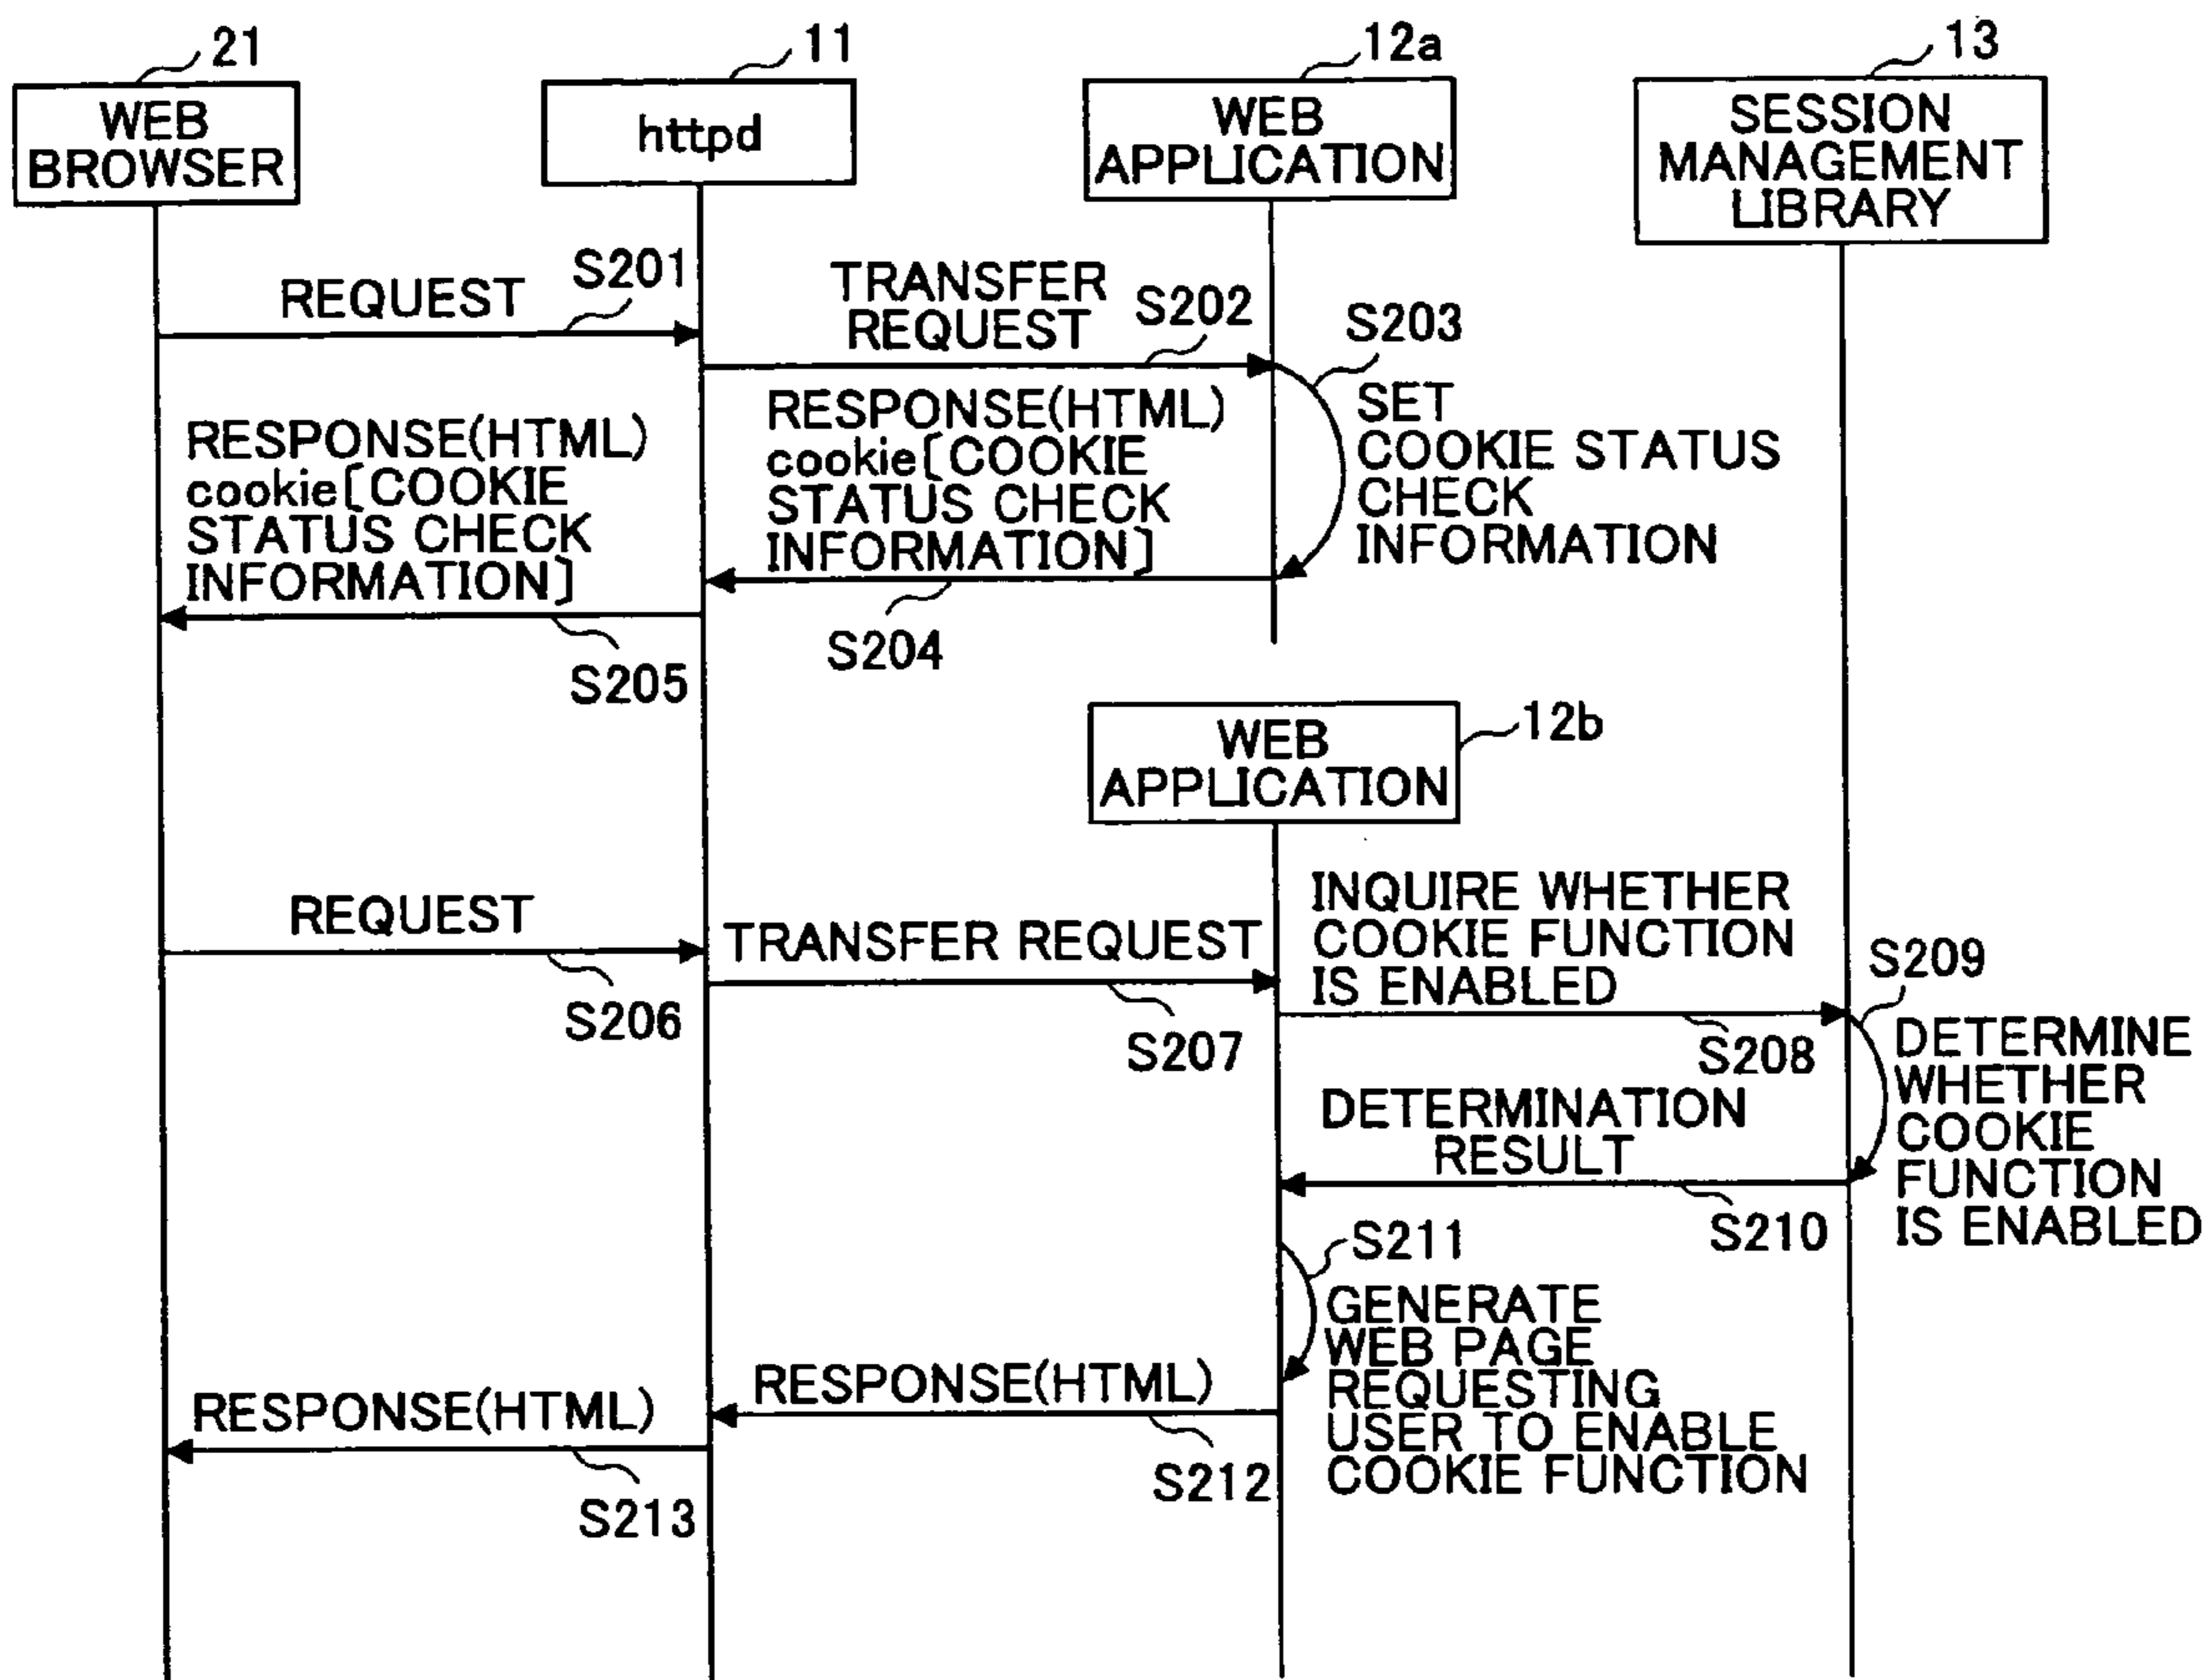 21
11
12a
13
WEB
BROWSER
httpd
WEB
APPLICATION
SESSION
MANAGEMENT
LIBRARY
REQUEST
S201
TRANSFER
REQUEST
S202
S203
SET
COOKIE STATUS
CHECK
INFORMATION
RESPONSE(HTML)
cookie[COOKIE
STATUS CHECK
INFORMATION]
S204
RESPONSE(HTML)
cookie[COOKIE
STATUS CHECK
INFORMATION]
S205
12b
WEB
APPLICATION
REQUEST
S206
TRANSFER REQUEST
S207
INQUIRE WHETHER
COOKIE FUNCTION
IS ENABLED
S208
S209
DETERMINE
WHETHER
COOKIE
FUNCTION
IS ENABLED
DETERMINATION
RESULT
S210
S211
GENERATE
WEB PAGE
REQUESTING
USER TO ENABLE
COOKIE FUNCTION
RESPONSE(HTML)
S212
RESPONSE(HTML)
S213